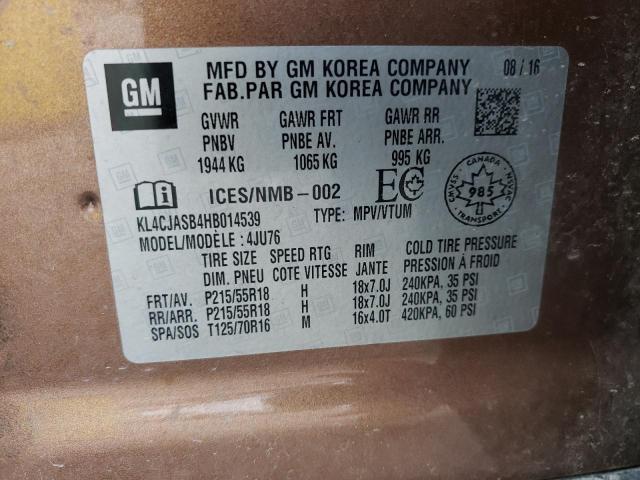 GM
MFD BY GM KOREA COMPANY 08 / 16
FAB.PAR GM KOREA COMPANY
GVWR GAWR FRT GAWR RR
PNBV PNBE AV. PNBE ARR.
1944 KG 1065 KG 995 KG
ICES/NMB-002 EC
KL4CJASB4HB014539 TYPE: MPV/VTUM
MODEL/MODÈLE : 4JU76
CANADA
CMVSS 985 NSVAC
TRANSPORT
TIRE SIZE SPEED RTG RIM COLD TIRE PRESSURE
DIM. PNEU COTE VITESSE JANTE PRESSION À FROID
FRT/AV. P215/55R18 H 18x7.0J 240KPA, 35 PSI
RR/ARR. P215/55R18 H 18x7.0J 240KPA, 35 PSI
SPA/SOS T125/70R16 M 16x4.0T 420KPA, 60 PSI